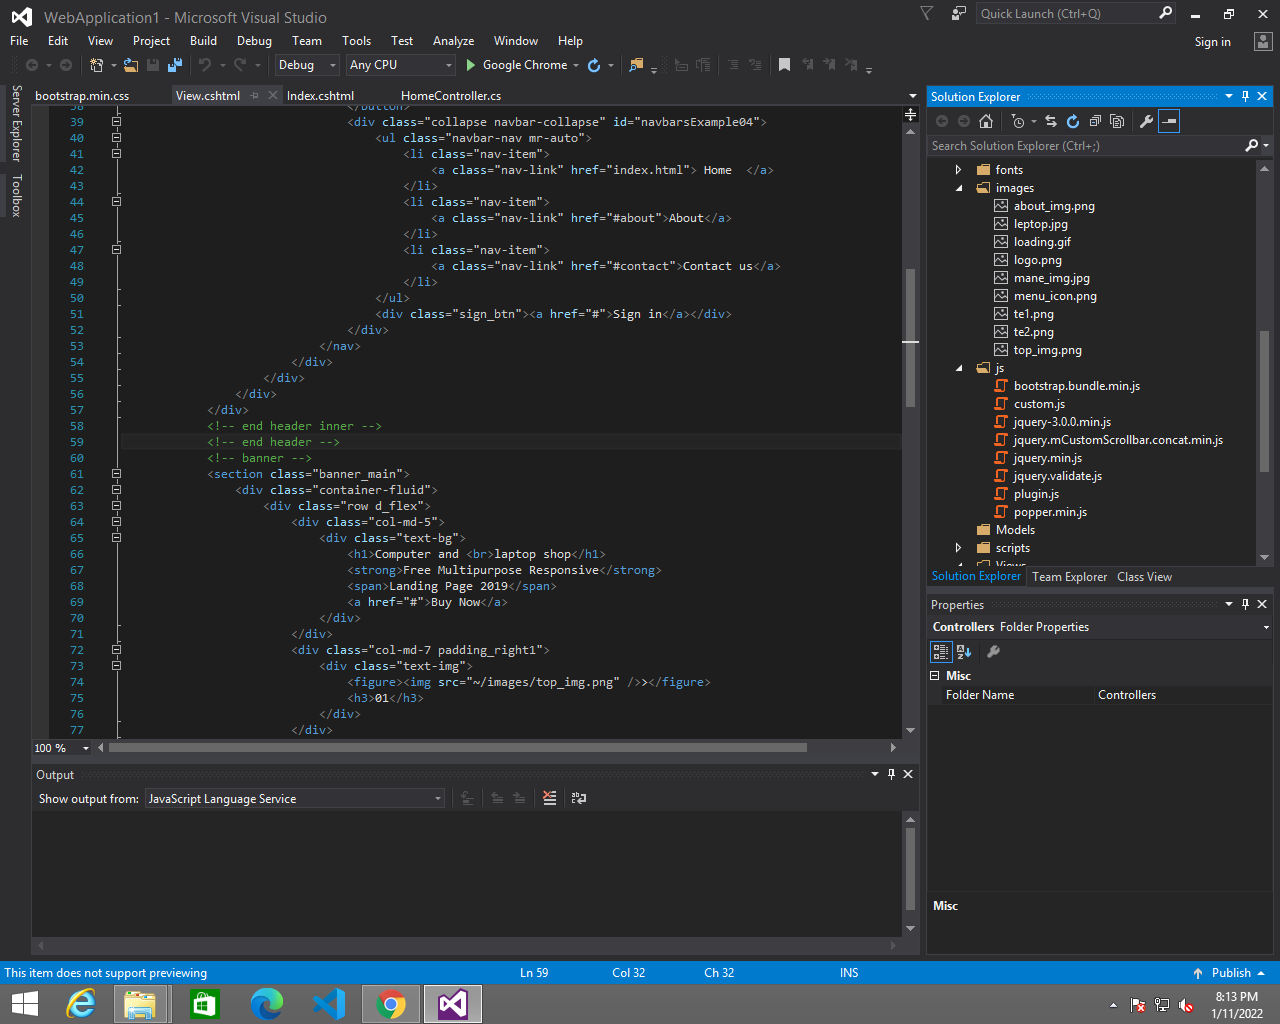 WebApplication1 - Microsoft Visual Studio
Quick Launch (Ctrl+Q)
File Edit View Project Build Debug Team Tools Test Analyze Window Help
Sign in
Debug Any CPU Google Chrome
Server Explorer
Toolbox
bootstrap.min.css View.cshtml Index.cshtml HomeController.cs
38 </button>
39 <div class="collapse navbar-collapse" id="navbarsExample04">
40 <ul class="navbar-nav mr-auto">
41 <li class="nav-item">
42 <a class="nav-link" href="index.html"> Home </a>
43 </li>
44 <li class="nav-item">
45 <a class="nav-link" href="#about">About</a>
46 </li>
47 <li class="nav-item">
48 <a class="nav-link" href="#contact">Contact us</a>
49 </li>
50 </ul>
51 <div class="sign_btn"><a href="#">Sign in</a></div>
52 </div>
53 </nav>
54 </div>
55 </div>
56 </div>
57 </div>
58 <!-- end header inner -->
59 <!-- end header -->
60 <!-- banner -->
61 <section class="banner_main">
62 <div class="container-fluid">
63 <div class="row d_flex">
64 <div class="col-md-5">
65 <div class="text-bg">
66 <h1>Computer and <br>laptop shop</h1>
67 <strong>Free Multipurpose Responsive</strong>
68 <span>Landing Page 2019</span>
69 <a href="#">Buy Now</a>
70 </div>
71 </div>
72 <div class="col-md-7 padding_right1">
73 <div class="text-img">
74 <figure><img src="~/images/top_img.png" />></figure>
75 <h3>01</h3>
76 </div>
77 </div>
100 %
Output
Show output from: JavaScript Language Service
Solution Explorer
Search Solution Explorer (Ctrl+;)
fonts
images
about_img.png
leptop.jpg
loading.gif
logo.png
mane_img.jpg
menu_icon.png
te1.png
te2.png
top_img.png
js
bootstrap.bundle.min.js
custom.js
jquery-3.0.0.min.js
jquery.mCustomScrollbar.concat.min.js
jquery.min.js
jquery.validate.js
plugin.js
popper.min.js
Models
scripts
Views
Solution Explorer Team Explorer Class View
Properties
Controllers Folder Properties
Misc
Folder Name Controllers
Misc
This item does not support previewing Ln 59 Col 32 Ch 32 INS Publish
8:13 PM
1/11/2022